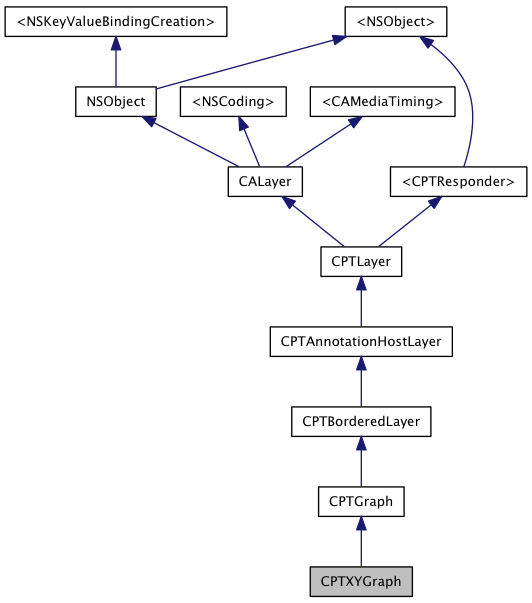 <NSKeyValueBindingCreation>
<NSObject>
NSObject
<NSCoding>
<CAMediaTiming>
CALayer
<CPTResponder>
CPTLayer
CPTAnnotationHostLayer
CPTBorderedLayer
CPTGraph
CPTXYGraph